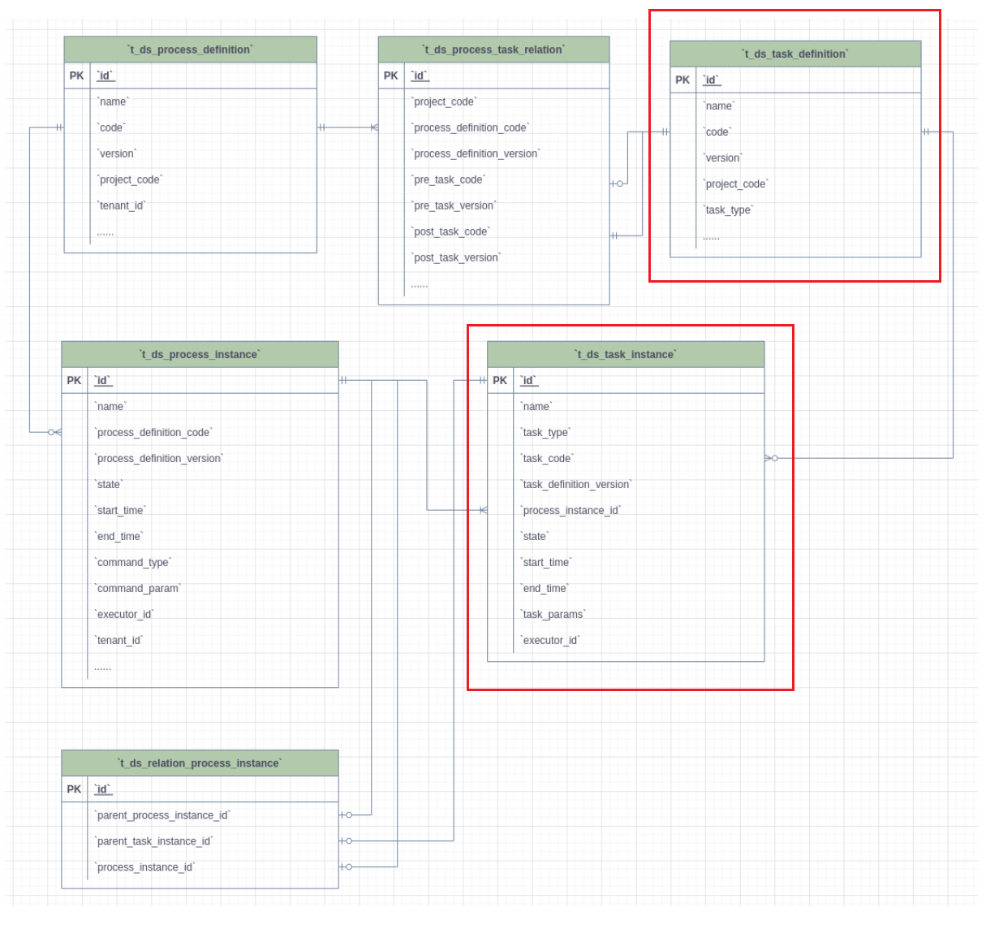 `t_ds_process_definition`
PK `id`
`name`
`code`
`version`
`project_code`
`tenant_id`
......
`t_ds_process_task_relation`
PK `id`
`project_code`
`process_definition_code`
`process_definition_version`
`pre_task_code`
`pre_task_version`
`post_task_code`
`post_task_version`
......
`t_ds_task_definition`
PK `id`
`name`
`code`
`version`
`project_code`
`task_type`
......
`t_ds_process_instance`
PK `id`
`name`
`process_definition_code`
`process_definition_version`
`state`
`start_time`
`end_time`
`command_type`
`command_param`
`executor_id`
`tenant_id`
......
`t_ds_task_instance`
PK `id`
`name`
`task_type`
`task_code`
`task_definition_version`
`process_instance_id`
`state`
`start_time`
`end_time`
`task_params`
`executor_id`
`t_ds_relation_process_instance`
PK `id`
`parent_process_instance_id`
`parent_task_instance_id`
`process_instance_id`